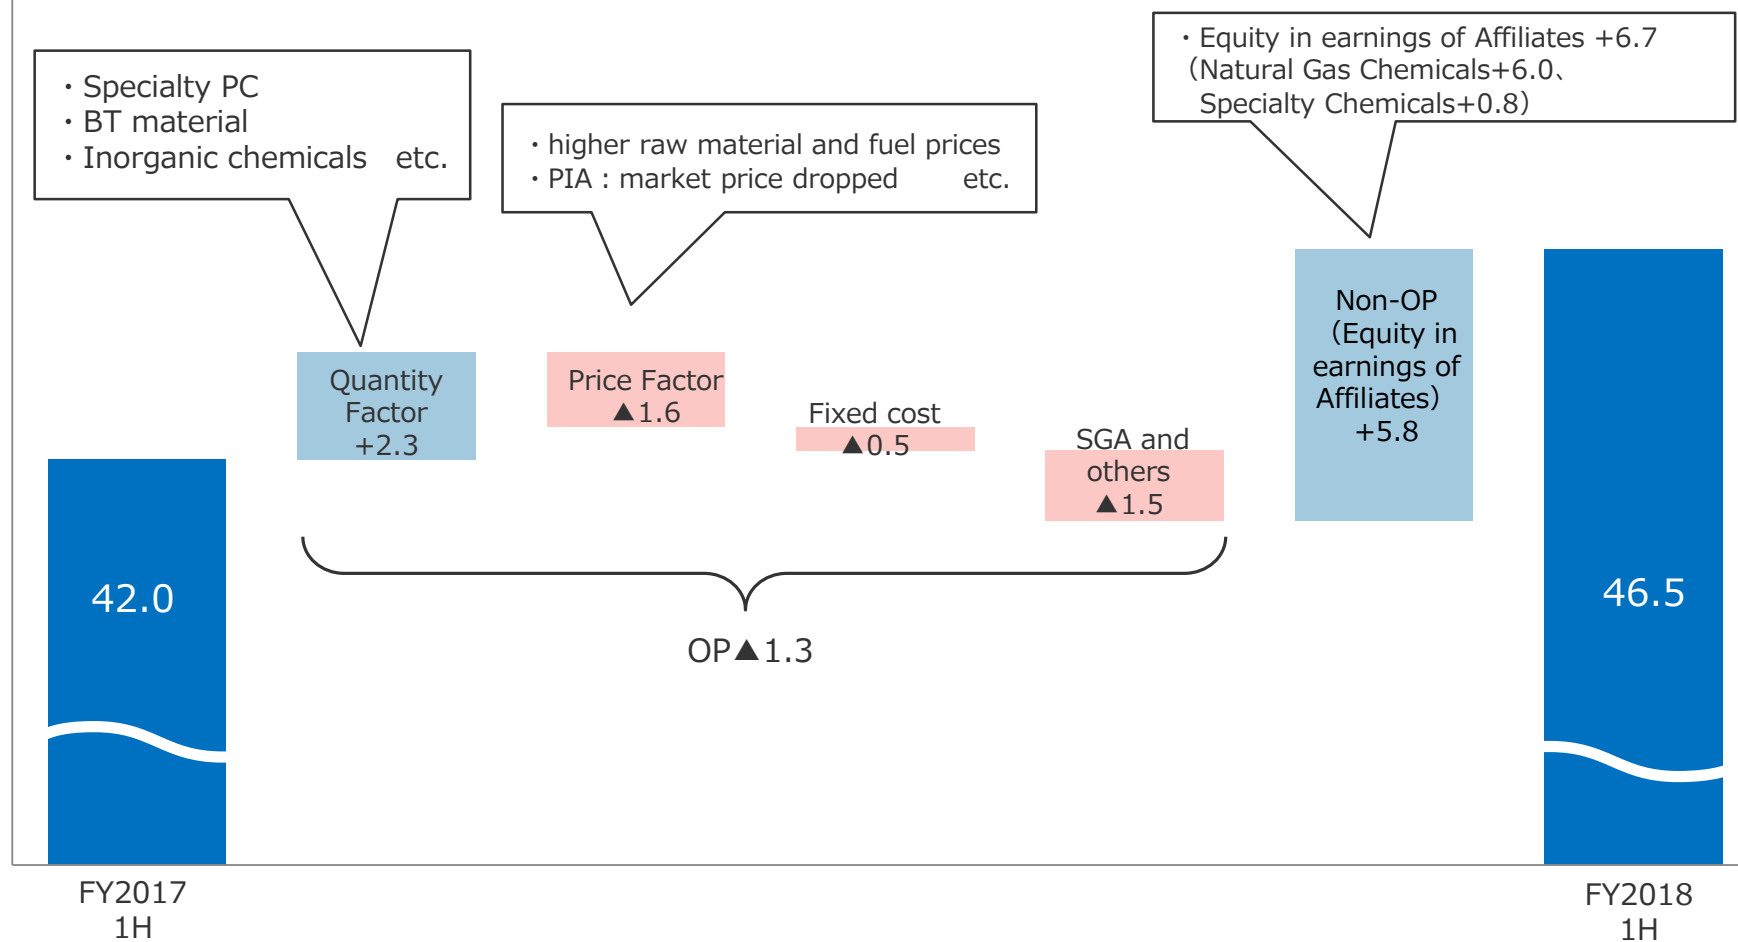 ・Specialty PC
・BT material
・Inorganic chemicals etc.
・higher raw material and fuel prices
・PIA : market price dropped etc.
・Equity in earnings of Affiliates +6.7
（Natural Gas Chemicals+6.0、
Specialty Chemicals+0.8）
Quantity
Factor
+2.3
Price Factor
▲1.6
Fixed cost
▲0.5
SGA and
others
▲1.5
Non-OP
（Equity in
earnings of
Affiliates）
+5.8
42.0
46.5
OP▲1.3
FY2017
1H
FY2018
1H